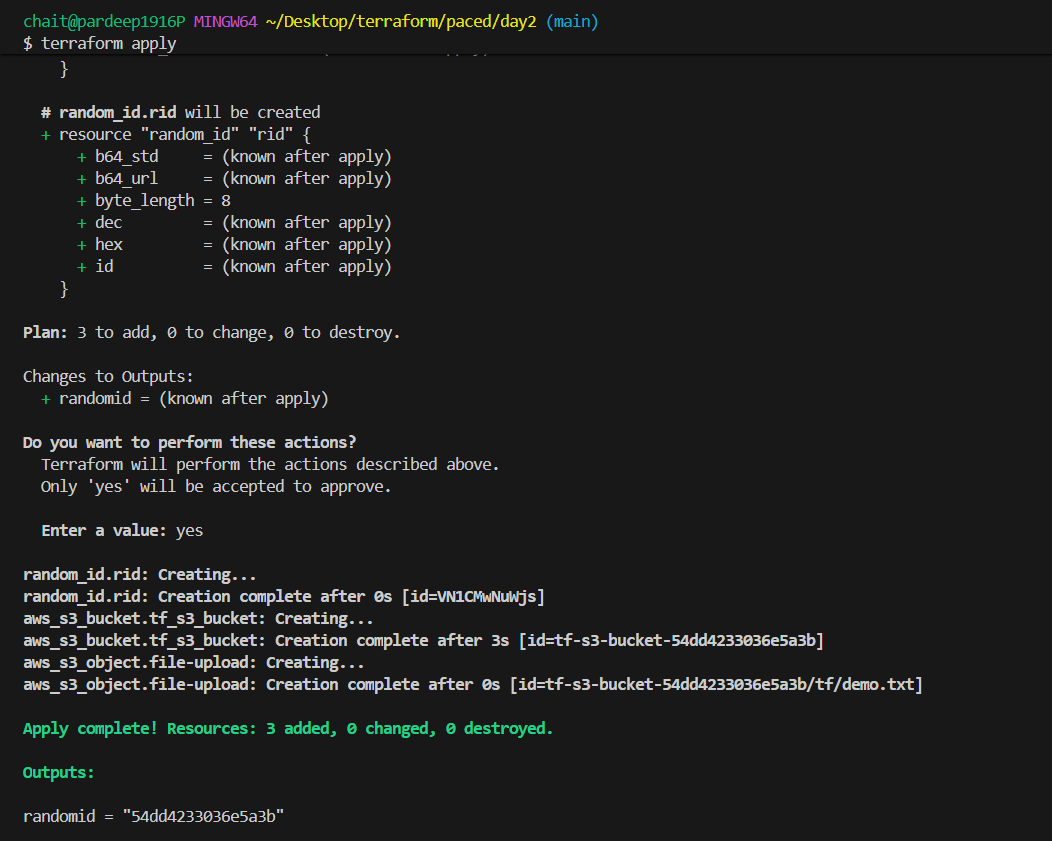 chait@pardeep1916P MINGW64 ~/Desktop/terraform/paced/day2 (main)
$ terraform apply
}
# random_id.rid will be created
+ resource "random_id" "rid" {
+ b64_std = (known after apply)
+ b64_url = (known after apply)
+ byte_length = 8
+ dec = (known after apply)
+ hex = (known after apply)
+ id = (known after apply)
}
Plan: 3 to add, 0 to change, 0 to destroy.
Changes to Outputs:
+ randomid = (known after apply)
Do you want to perform these actions?
Terraform will perform the actions described above.
Only 'yes' will be accepted to approve.
Enter a value: yes
random_id.rid: Creating...
random_id.rid: Creation complete after 0s [id=VN1CMwNuWjs]
aws_s3_bucket.tf_s3_bucket: Creating...
aws_s3_bucket.tf_s3_bucket: Creation complete after 3s [id=tf-s3-bucket-54dd4233036e5a3b]
aws_s3_object.file-upload: Creating...
aws_s3_object.file-upload: Creation complete after 0s [id=tf-s3-bucket-54dd4233036e5a3b/tf/demo.txt]
Apply complete! Resources: 3 added, 0 changed, 0 destroyed.
Outputs:
randomid = "54dd4233036e5a3b"